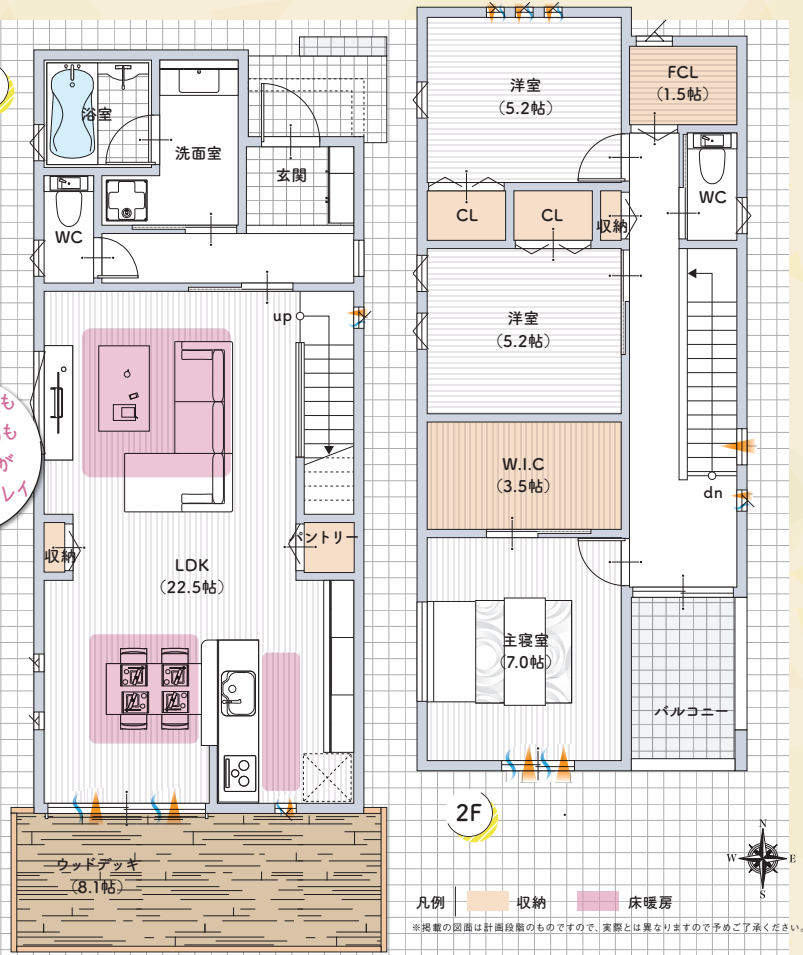 浴室
洗面室
玄関
WC
up
も
も
が
レイ
収納
パントリー
LDK
(22.5帖)
ウッドデッキ
(8.1帖)
洋室
(5.2帖)
FCL
(1.5帖)
CL
CL
収納
WC
洋室
(5.2帖)
W.I.C
(3.5帖)
dn
主寝室
(7.0帖)
バルコニー
2F
N
W
E
S
凡例
収納
床暖房
※掲載の図面は計画段階のものですので、実際とは異なりますので予めご了承ください。